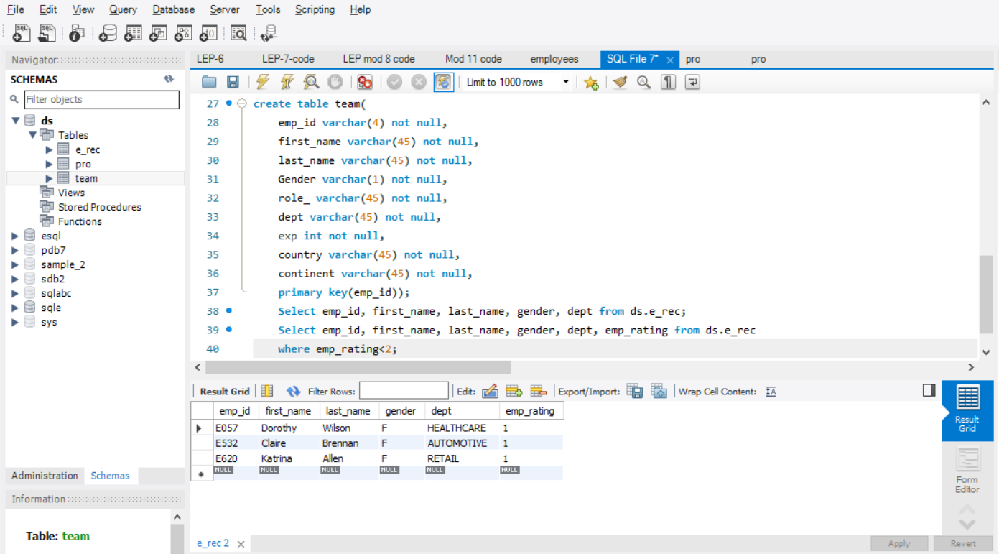 File Edit View Query Database Server Tools Scripting Help
SQL SQL
Navigator
SCHEMAS
Filter objects
ds
Tables
e_rec
pro
team
Views
Stored Procedures
Functions
esql
pdb7
sample_2
sdb2
sqlabc
sqle
sys
Administration Schemas
Information
Table: team
LEP-6 LEP-7-code LEP mod 8 code Mod 11 code employees SQL File 7* pro pro
Limit to 1000 rows
27 create table team(
28 emp_id varchar(4) not null,
29 first_name varchar(45) not null,
30 last_name varchar(45) not null,
31 Gender varchar(1) not null,
32 role_ varchar(45) not null,
33 dept varchar(45) not null,
34 exp int not null,
35 country varchar(45) not null,
36 continent varchar(45) not null,
37 primary key(emp_id));
38 Select emp_id, first_name, last_name, gender, dept from ds.e_rec;
39 Select emp_id, first_name, last_name, gender, dept, emp_rating from ds.e_rec
40 where emp_rating<2;
Result Grid Filter Rows: Edit: Export/Import: Wrap Cell Content: IA
emp_id first_name last_name gender dept emp_rating
E057 Dorothy Wilson F HEALTHCARE 1
E532 Claire Brennan F AUTOMOTIVE 1
E620 Katrina Allen F RETAIL 1
NULL NULL NULL NULL NULL NULL
Result
Grid
Form
Editor
e_rec 2
Apply Revert